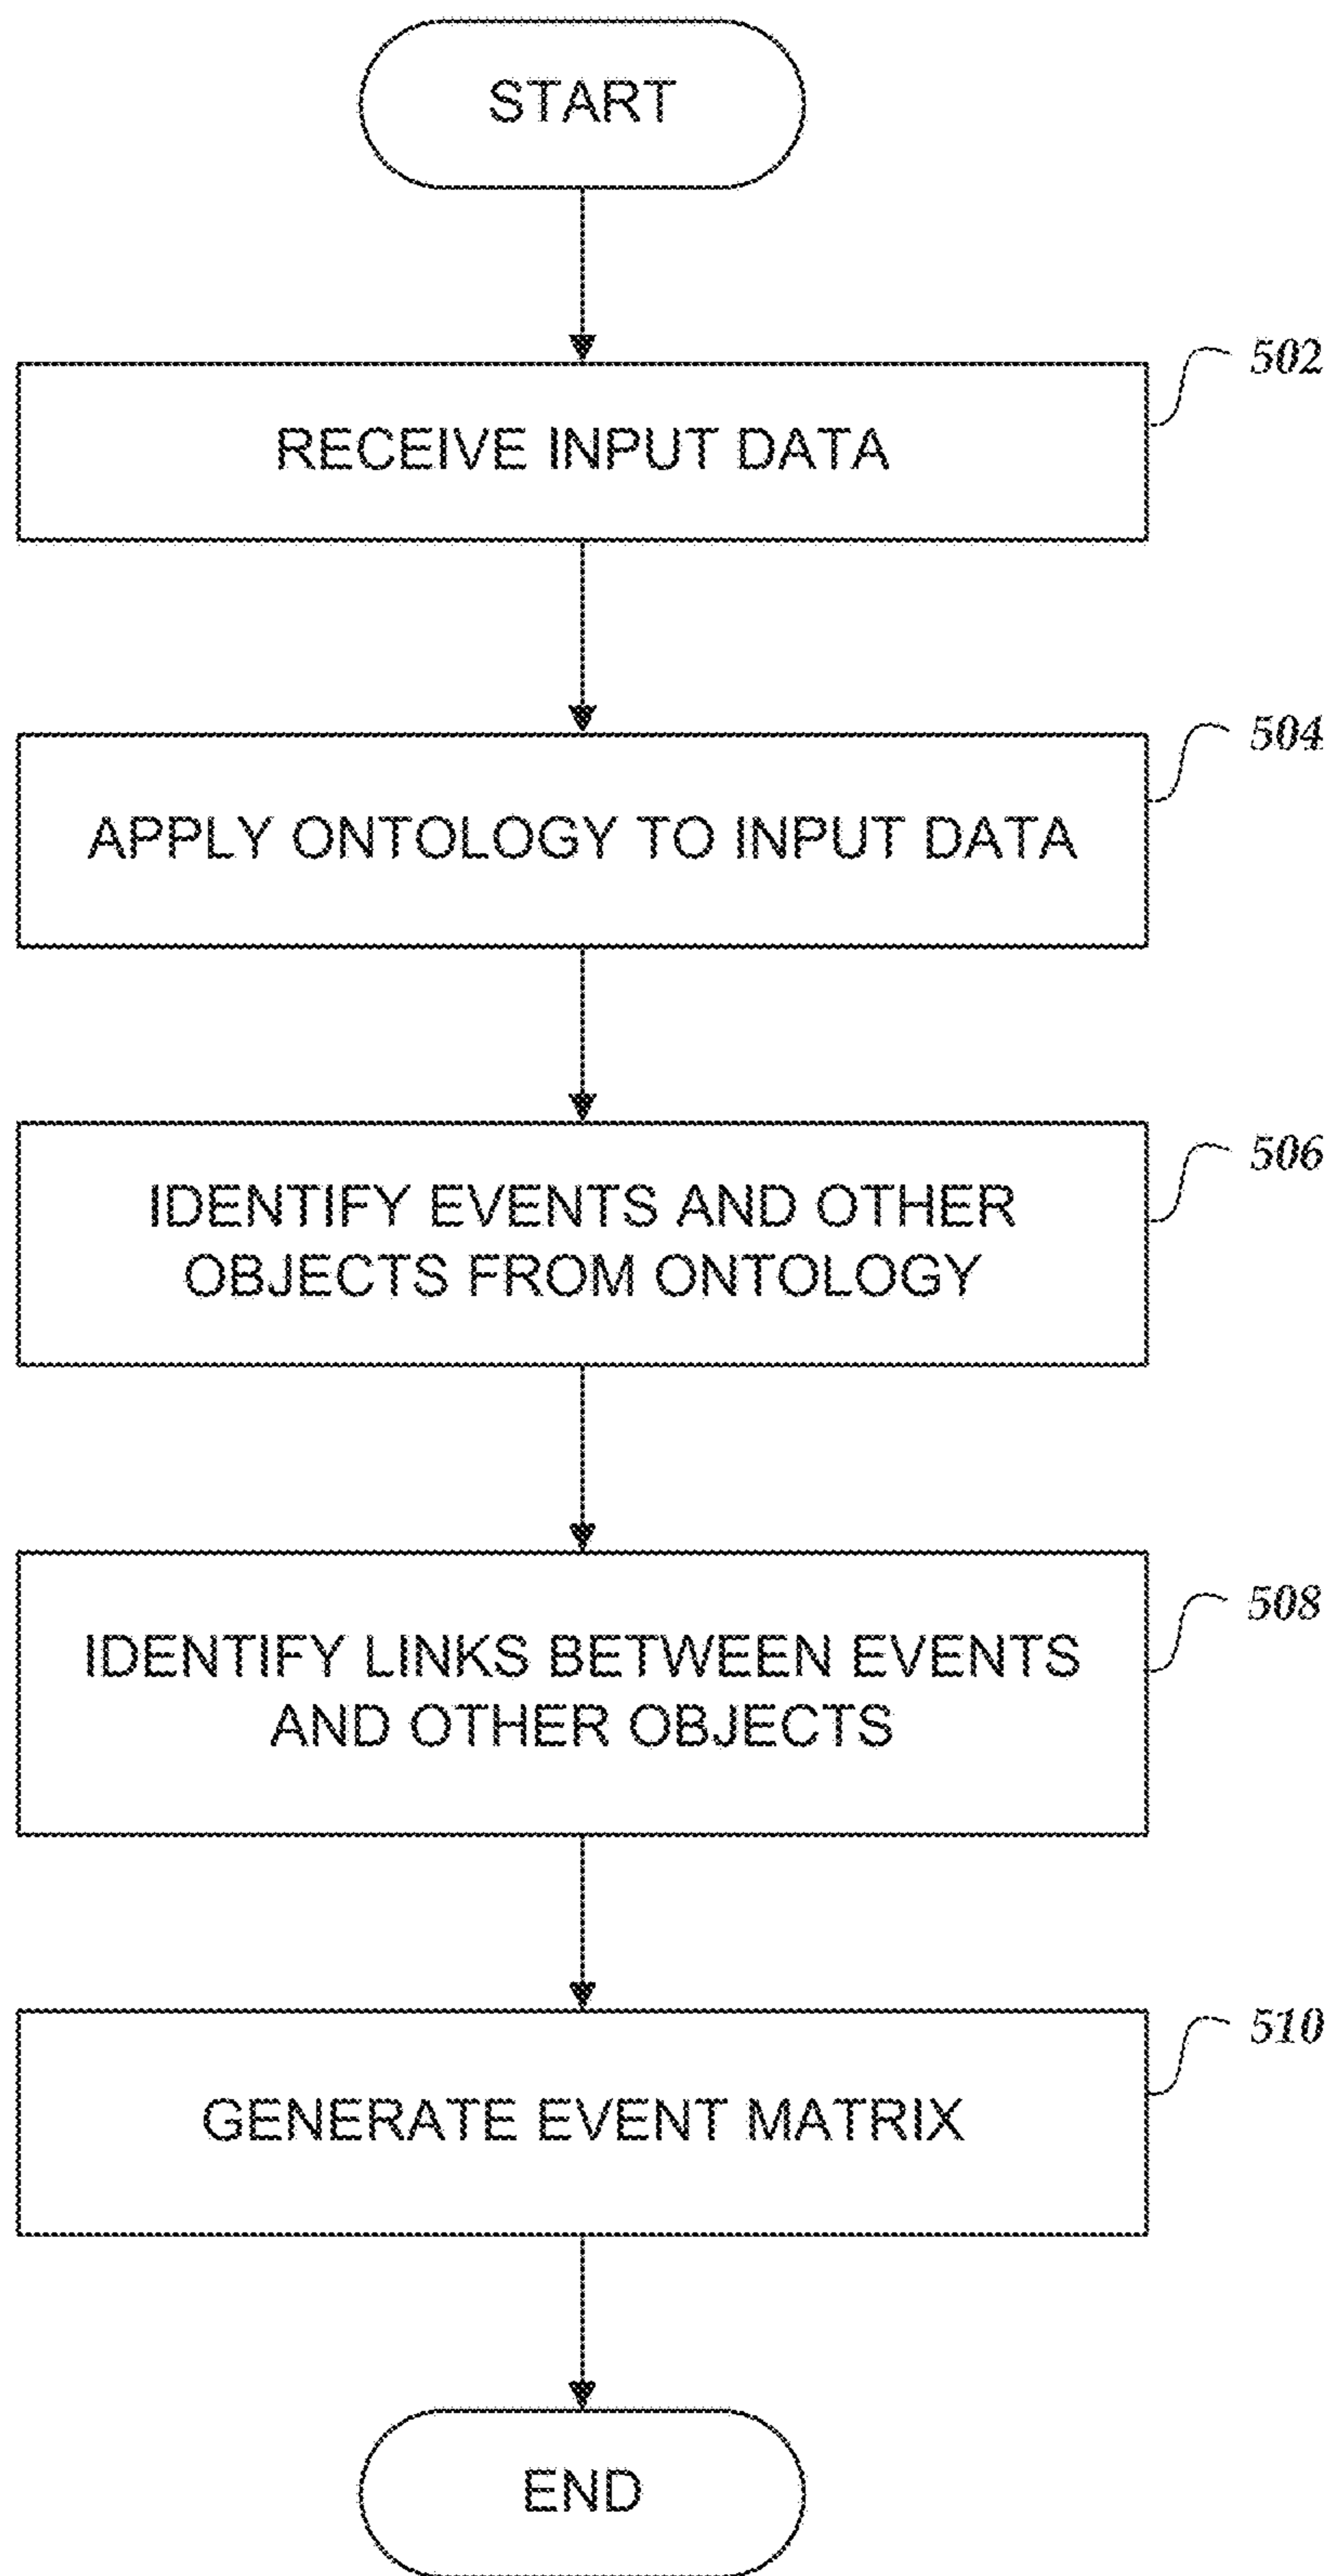 START
502
RECEIVE INPUT DATA
504
APPLY ONTOLOGY TO INPUT DATA
506
IDENTIFY EVENTS AND OTHER
OBJECTS FROM ONTOLOGY
508
IDENTIFY LINKS BETWEEN EVENTS
AND OTHER OBJECTS
510
GENERATE EVENT MATRIX
END